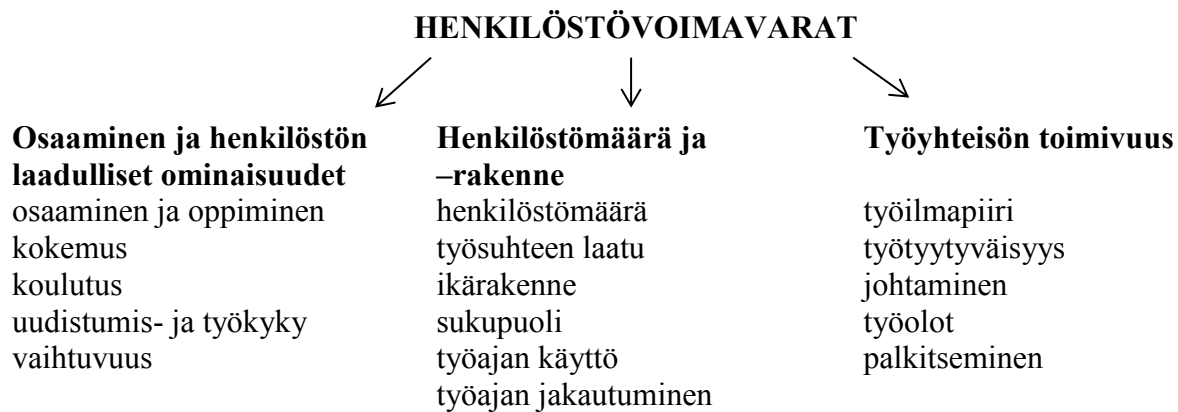 HENKILÖSTÖVOIMAVARAT
Osaaminen ja henkilöstön
laadulliset ominaisuudet
osaaminen ja oppiminen
kokemus
koulutus
uudistumis- ja työkyky
vaihtuvuus
Henkilöstömäärä ja
–rakenne
henkilöstömäärä
työsuhteen laatu
ikärakenne
sukupuoli
työajan käyttö
työajan jakautuminen
Työyhteisön toimivuus
työilmapiiri
työtyytyväisyys
johtaminen
työolot
palkitseminen